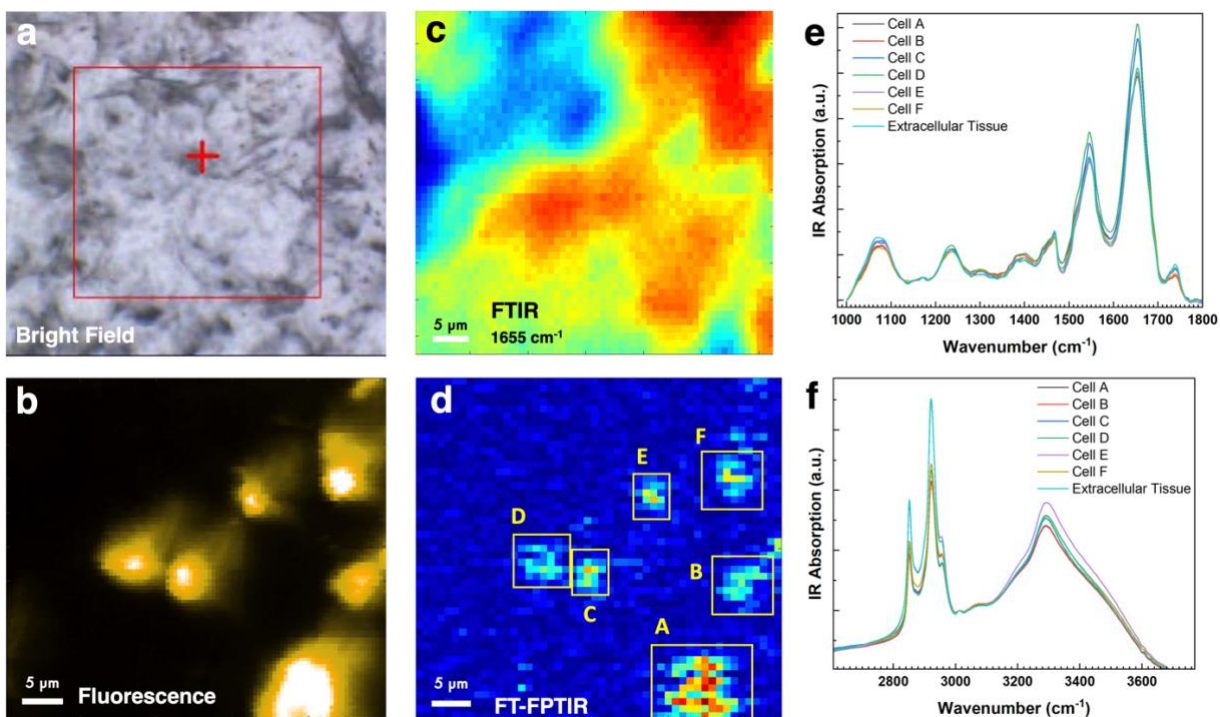 a
Bright Field
b
5 µm
Fluorescence
c
FTIR
5 µm
1655 cm⁻¹
d
F
E
D
B
C
A
5 µm
FT-FPTIR
e
Cell A
Cell B
Cell C
Cell D
Cell E
Cell F
Extracellular Tissue
IR Absorption (a.u.)
1000 1100 1200 1300 1400 1500 1600 1700 1800
Wavenumber (cm⁻¹)
f
Cell A
Cell B
Cell C
Cell D
Cell E
Cell F
Extracellular Tissue
IR Absorption (a.u.)
2800 3000 3200 3400 3600
Wavenumber (cm⁻¹)